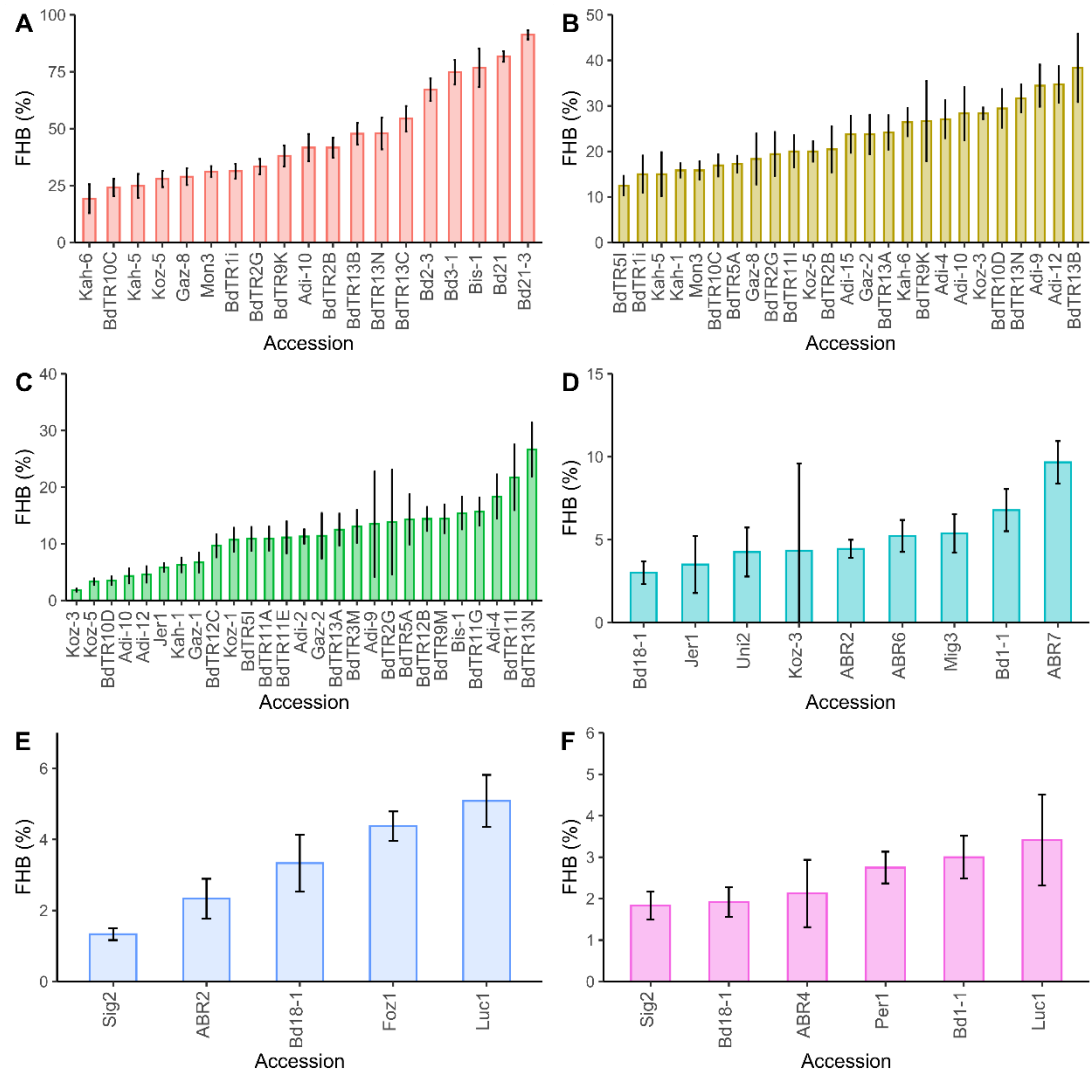 A
FHB (%)
100
75
50
25
0
Kah-6
BdTR10C
Kah-5
Koz-5
Gaz-8
Mon3
BdTR1i
BdTR2G
BdTR9K
Adi-10
BdTR2B
BdTR13B
BdTR13N
BdTR13C
Bd2-3
Bd3-1
Bis-1
Bd21
Bd21-3
Accession
B
FHB (%)
50
40
30
20
10
0
BdTR5I
BdTR1i
Kah-5
Kah-1
Mon3
BdTR10C
BdTR5A
Gaz-8
BdTR2G
BdTR11I
Koz-5
BdTR2B
Adi-15
Gaz-2
BdTR13A
Kah-6
BdTR9K
Adi-4
Adi-10
Koz-3
BdTR10D
BdTR13N
Adi-9
Adi-12
BdTR13B
Accession
C
FHB (%)
40
30
20
10
0
Koz-3
Koz-5
BdTR10D
Adi-10
Adi-12
Jer1
Kah-1
Gaz-1
BdTR12C
Koz-1
BdTR5I
BdTR11A
BdTR11E
Adi-2
Gaz-2
BdTR13A
BdTR3M
Adi-9
BdTR2G
BdTR5A
BdTR12B
BdTR9M
Bis-1
BdTR11G
Adi-4
BdTR11I
BdTR13N
Accession
D
FHB (%)
15
10
5
0
Bd18-1
Jer1
Uni2
Koz-3
ABR2
ABR6
Mig3
Bd1-1
ABR7
Accession
E
FHB (%)
6
4
2
0
Sig2
ABR2
Bd18-1
Foz1
Luc1
Accession
F
FHB (%)
6
5
4
3
2
1
0
Sig2
Bd18-1
ABR4
Per1
Bd1-1
Luc1
Accession